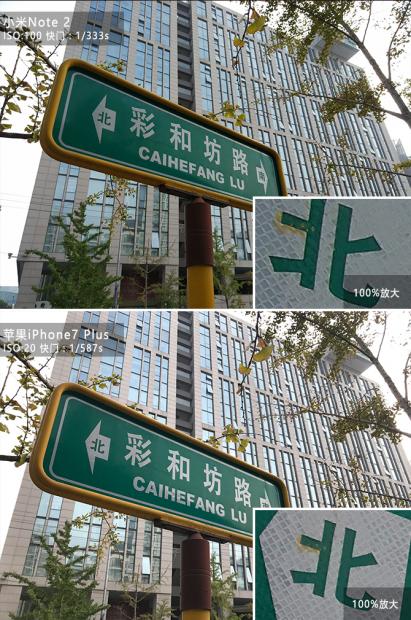 小米Note 2
ISO:100 快门：1/333s
北
彩和坊路
南
CAIHEFANG LU
北
100%放大
苹果iPhone7 Plus
ISO:20 快门：1/587s
北
彩和坊路
CAIHEFANG LU
北
100%放大